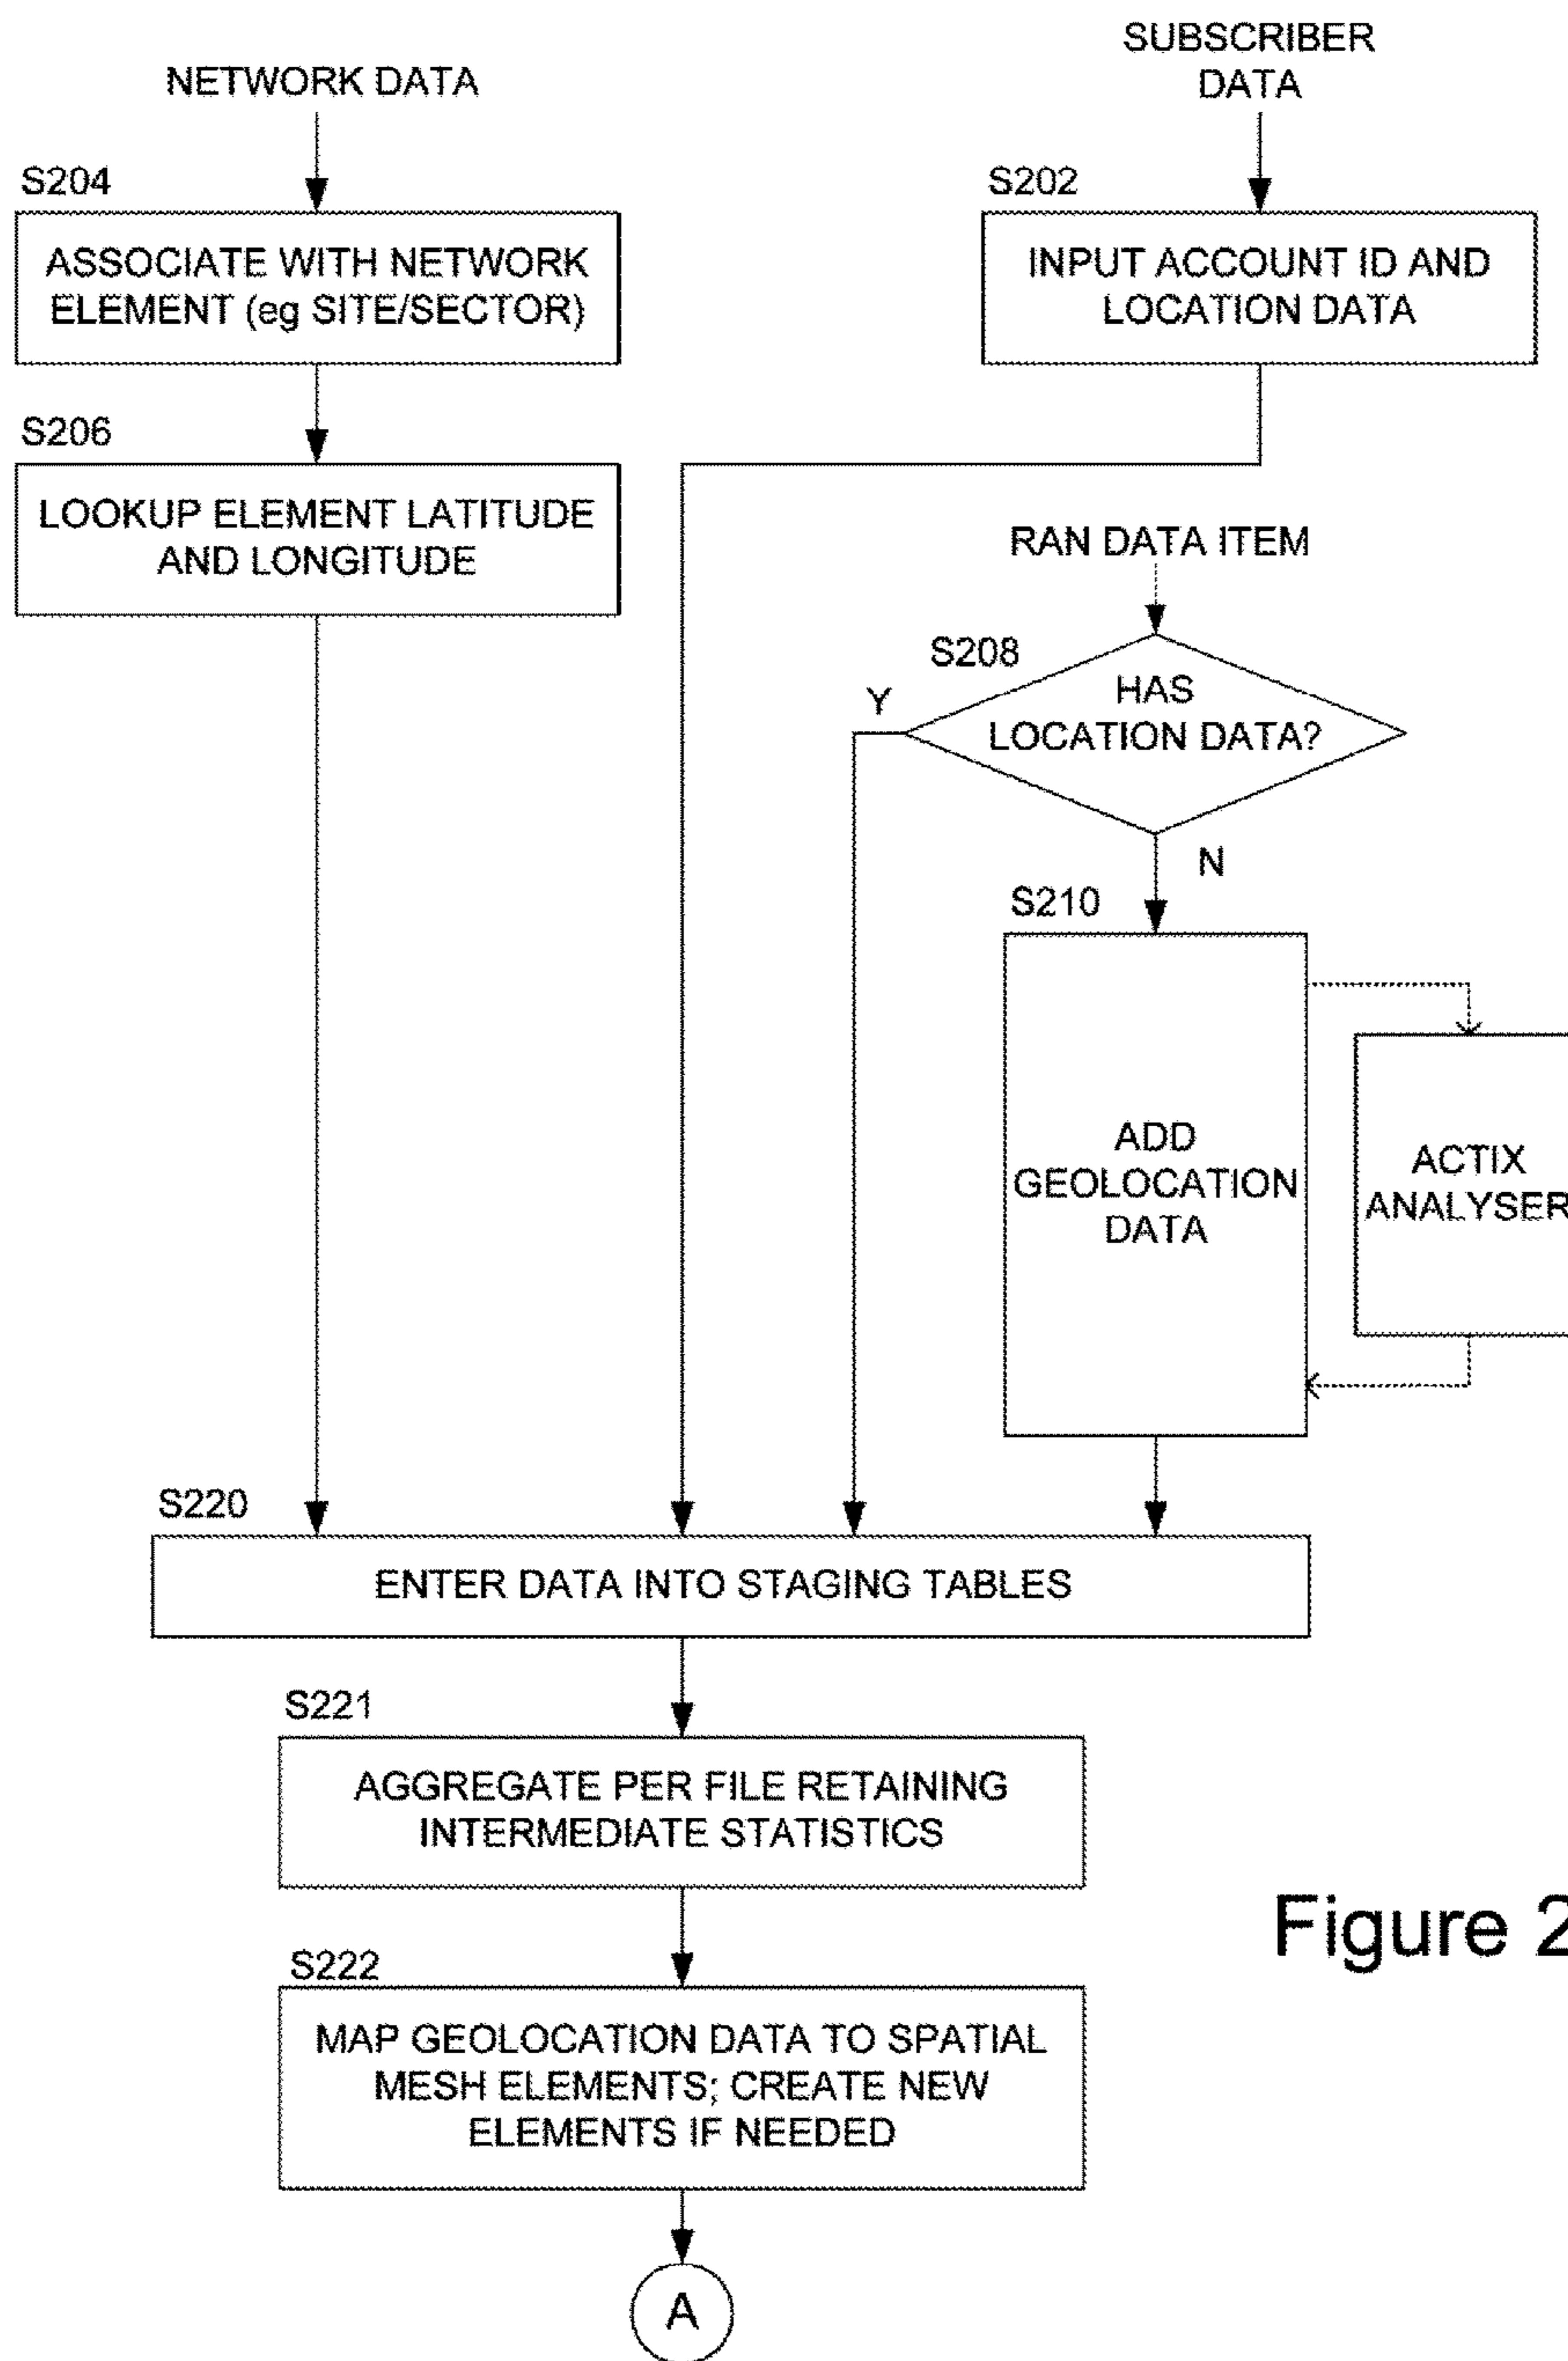 SUBSCRIBER
DATA
NETWORK DATA
S204
S202
ASSOCIATE WITH NETWORK
ELEMENT (eg SITE/SECTOR)
INPUT ACCOUNT ID AND
LOCATION DATA
S206
LOOKUP ELEMENT LATITUDE
AND LONGITUDE
RAN DATA ITEM
S208
HAS
LOCATION DATA?
Y
N
S210
ADD
GEOLOCATION
DATA
ACTIX
ANALYSER
S220
ENTER DATA INTO STAGING TABLES
S221
AGGREGATE PER FILE RETAINING
INTERMEDIATE STATISTICS
Figure 2
S222
MAP GEOLOCATION DATA TO SPATIAL
MESH ELEMENTS; CREATE NEW
ELEMENTS IF NEEDED
A